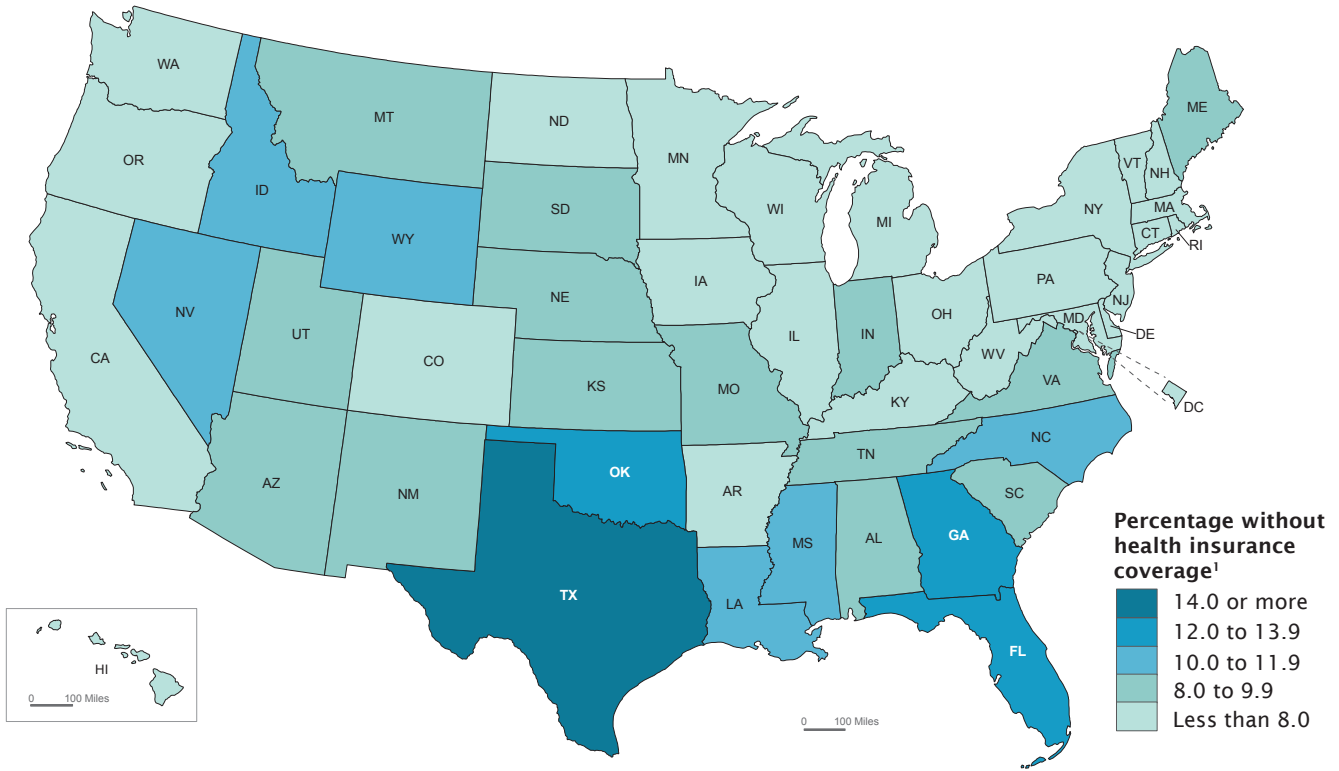 WA
MT
ND
ME
OR
ID
MN
VT
NH
SD
WI
NY
MA
WY
MI
CT
RI
IA
PA
NE
NJ
NV
UT
IL
IN
OH
MD
DE
CA
CO
WV
KS
MO
VA
KY
DC
NC
TN
OK
AZ
NM
AR
SC
MS
AL
GA
TX
LA
FL
HI
0 100 Miles
0 100 Miles
Percentage without
health insurance
coverage¹
14.0 or more
12.0 to 13.9
10.0 to 11.9
8.0 to 9.9
Less than 8.0